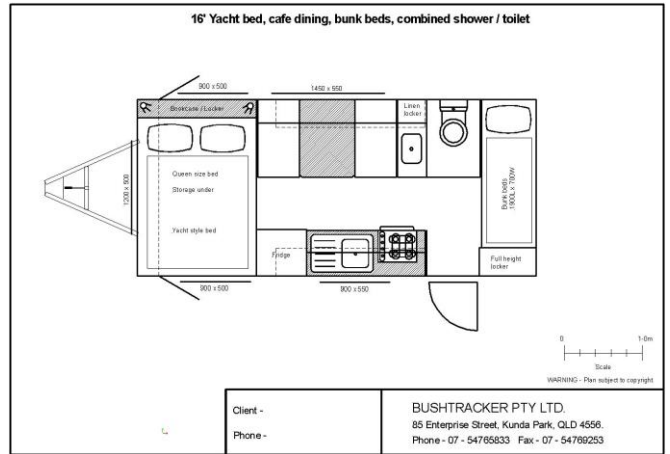 16' Yacht bed, cafe dining, bunk beds, combined shower / toilet
900 x 500
1450 x 550
Bookcase / Locker
Linen
locker
1200 x 500
Queen size bed
Storage under
Yacht style bed
Bunk beds
1900L x 700W
Fridge
Full height
locker
900 x 500
900 x 550
0
1·0m
Scale
WARNING - Plan subject to copyright
Client -
Phone -
BUSHTRACKER PTY LTD.
85 Enterprise Street, Kunda Park, QLD 4556.
Phone - 07 - 54765833 Fax - 07 - 54769253